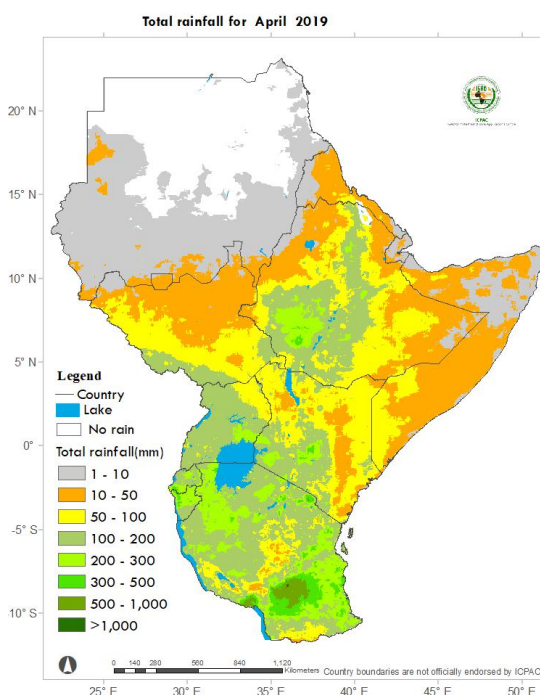 Total rainfall for April 2019
ICPAC
20° N
15° N
10° N
5° N
0°
-5° S
10° S
25° E
30° E
35° E
40° E
45° E
50° E
Legend
Country
Lake
No rain
Total rainfall(mm)
1 - 10
10 - 50
50 - 100
100 - 200
200 - 300
300 - 500
500 - 1,000
>1,000
0 140 280 560 840 1,120
Kilometers
Country boundaries are not officially endorsed by ICPAC